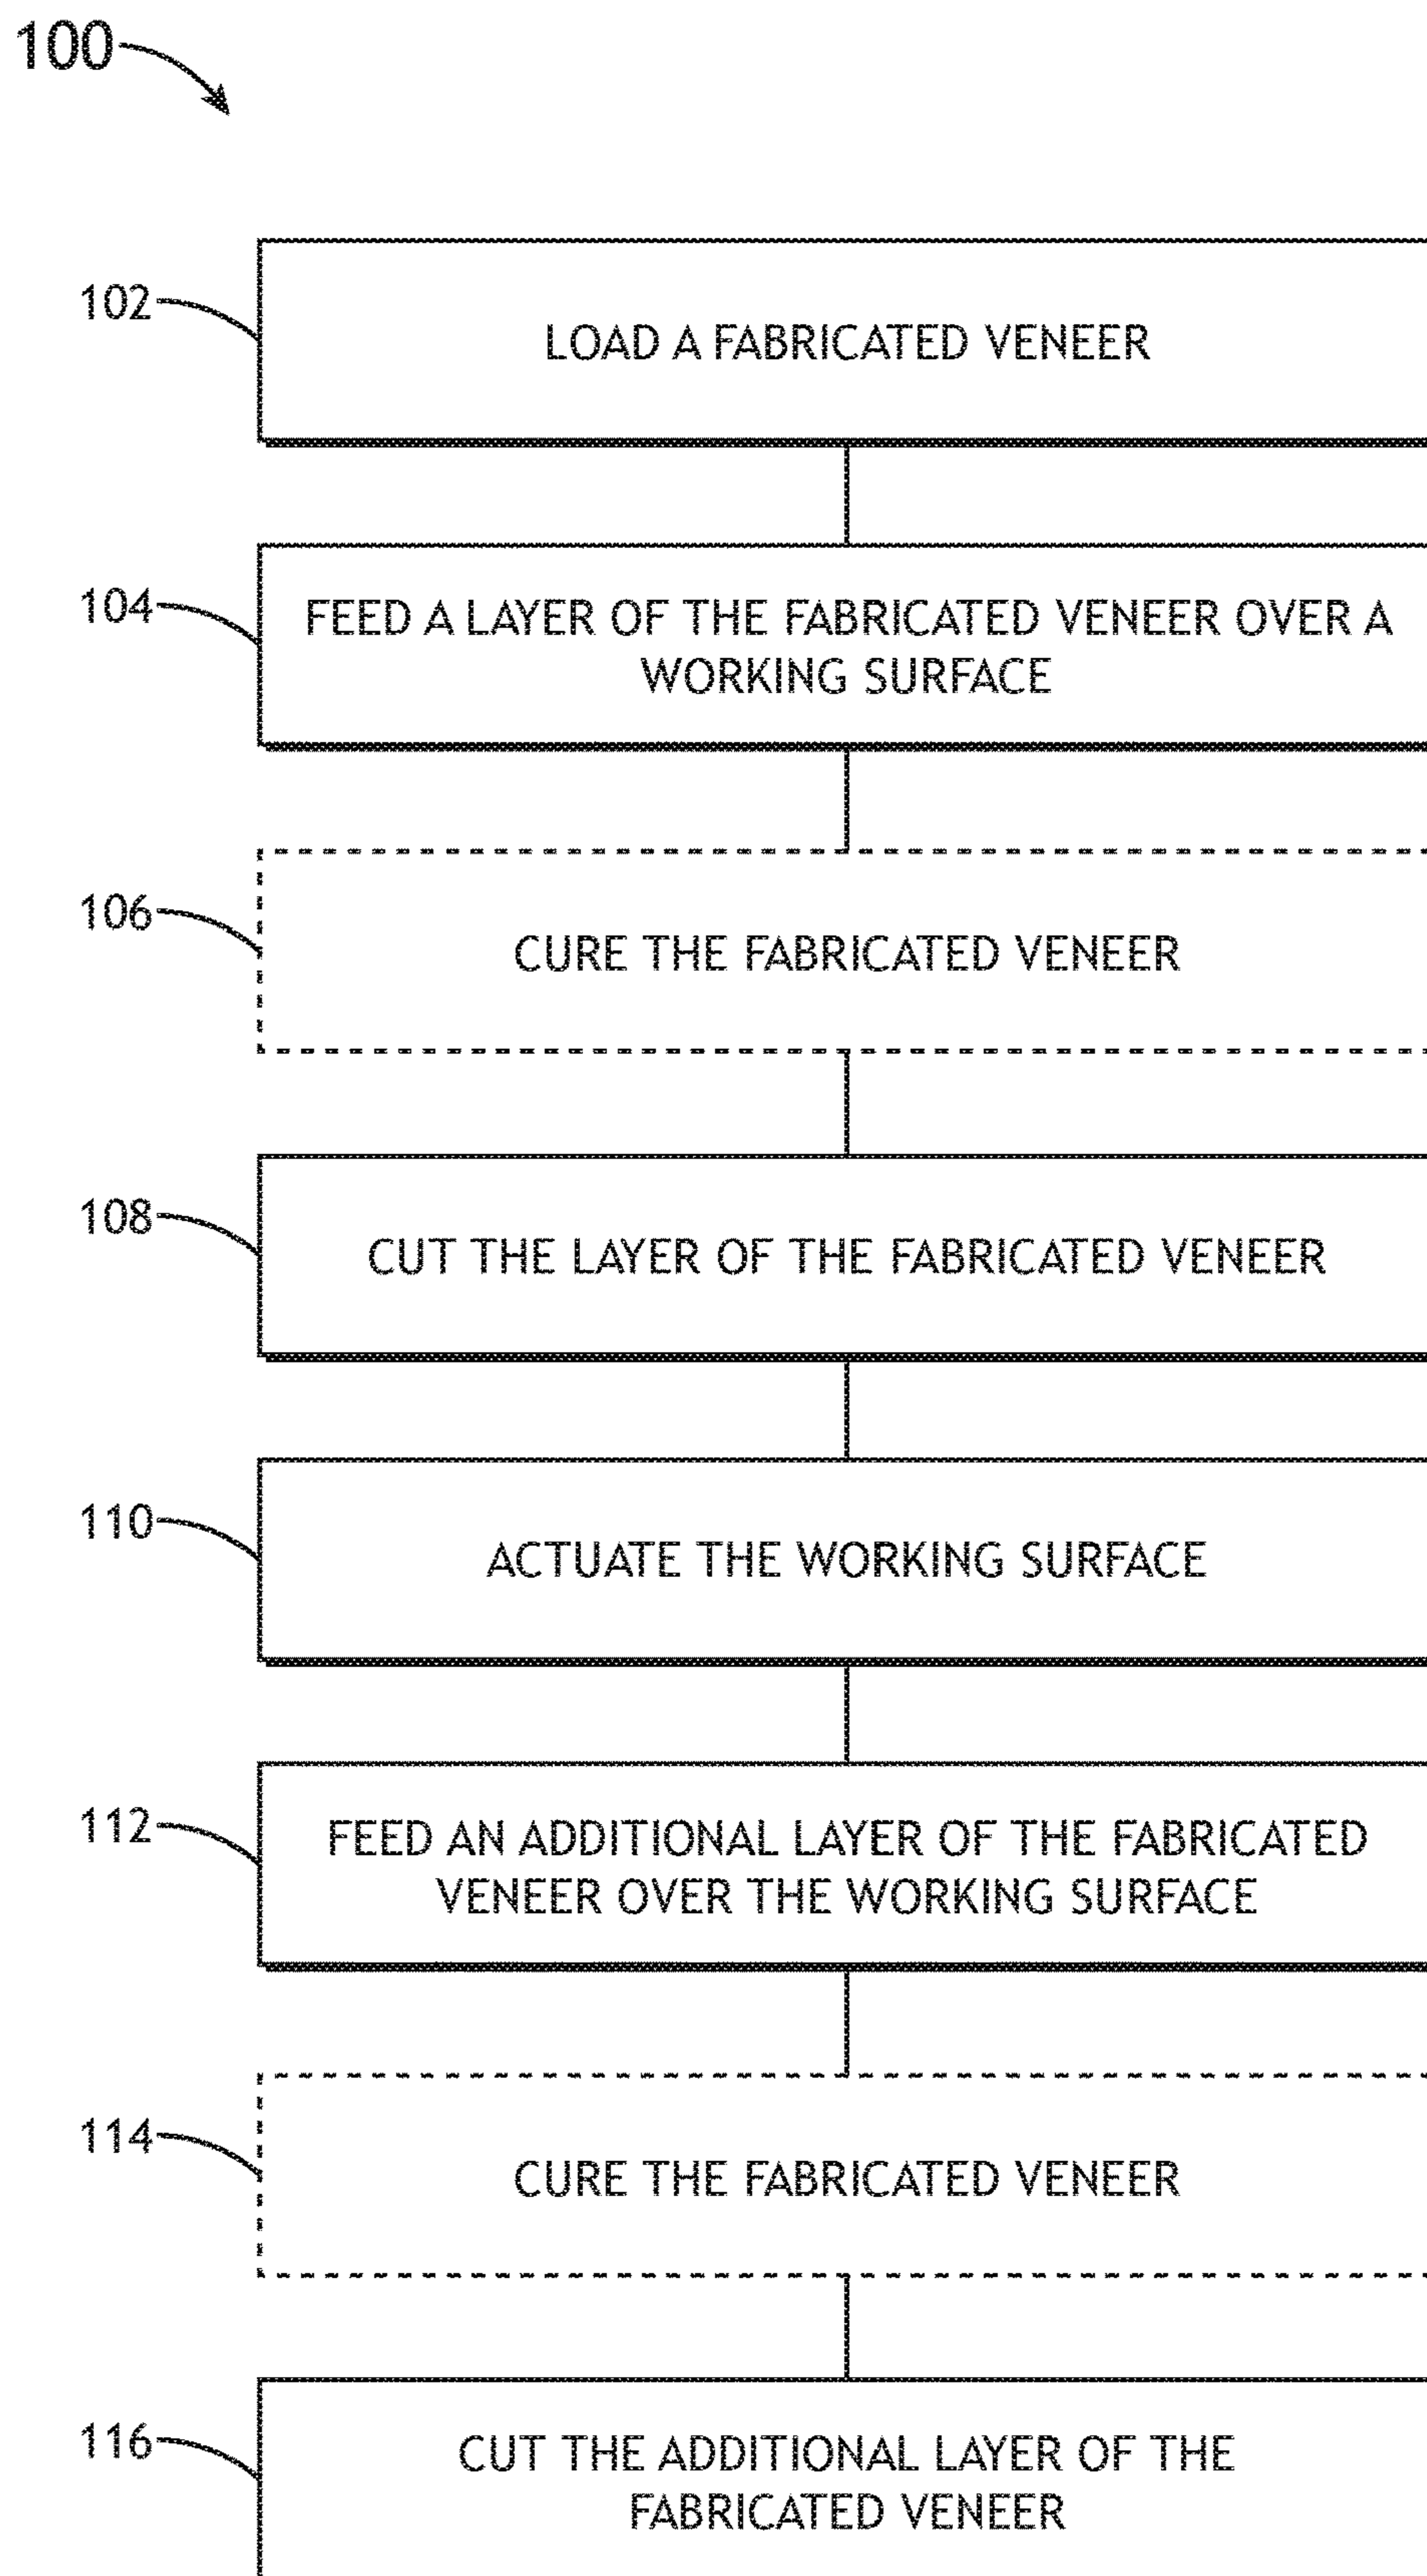 100
102
LOAD A FABRICATED VENEER
104
FEED A LAYER OF THE FABRICATED VENEER OVER A
WORKING SURFACE
106
CURE THE FABRICATED VENEER
108
CUT THE LAYER OF THE FABRICATED VENEER
110
ACTUATE THE WORKING SURFACE
112
FEED AN ADDITIONAL LAYER OF THE FABRICATED
VENEER OVER THE WORKING SURFACE
114
CURE THE FABRICATED VENEER
116
CUT THE ADDITIONAL LAYER OF THE
FABRICATED VENEER